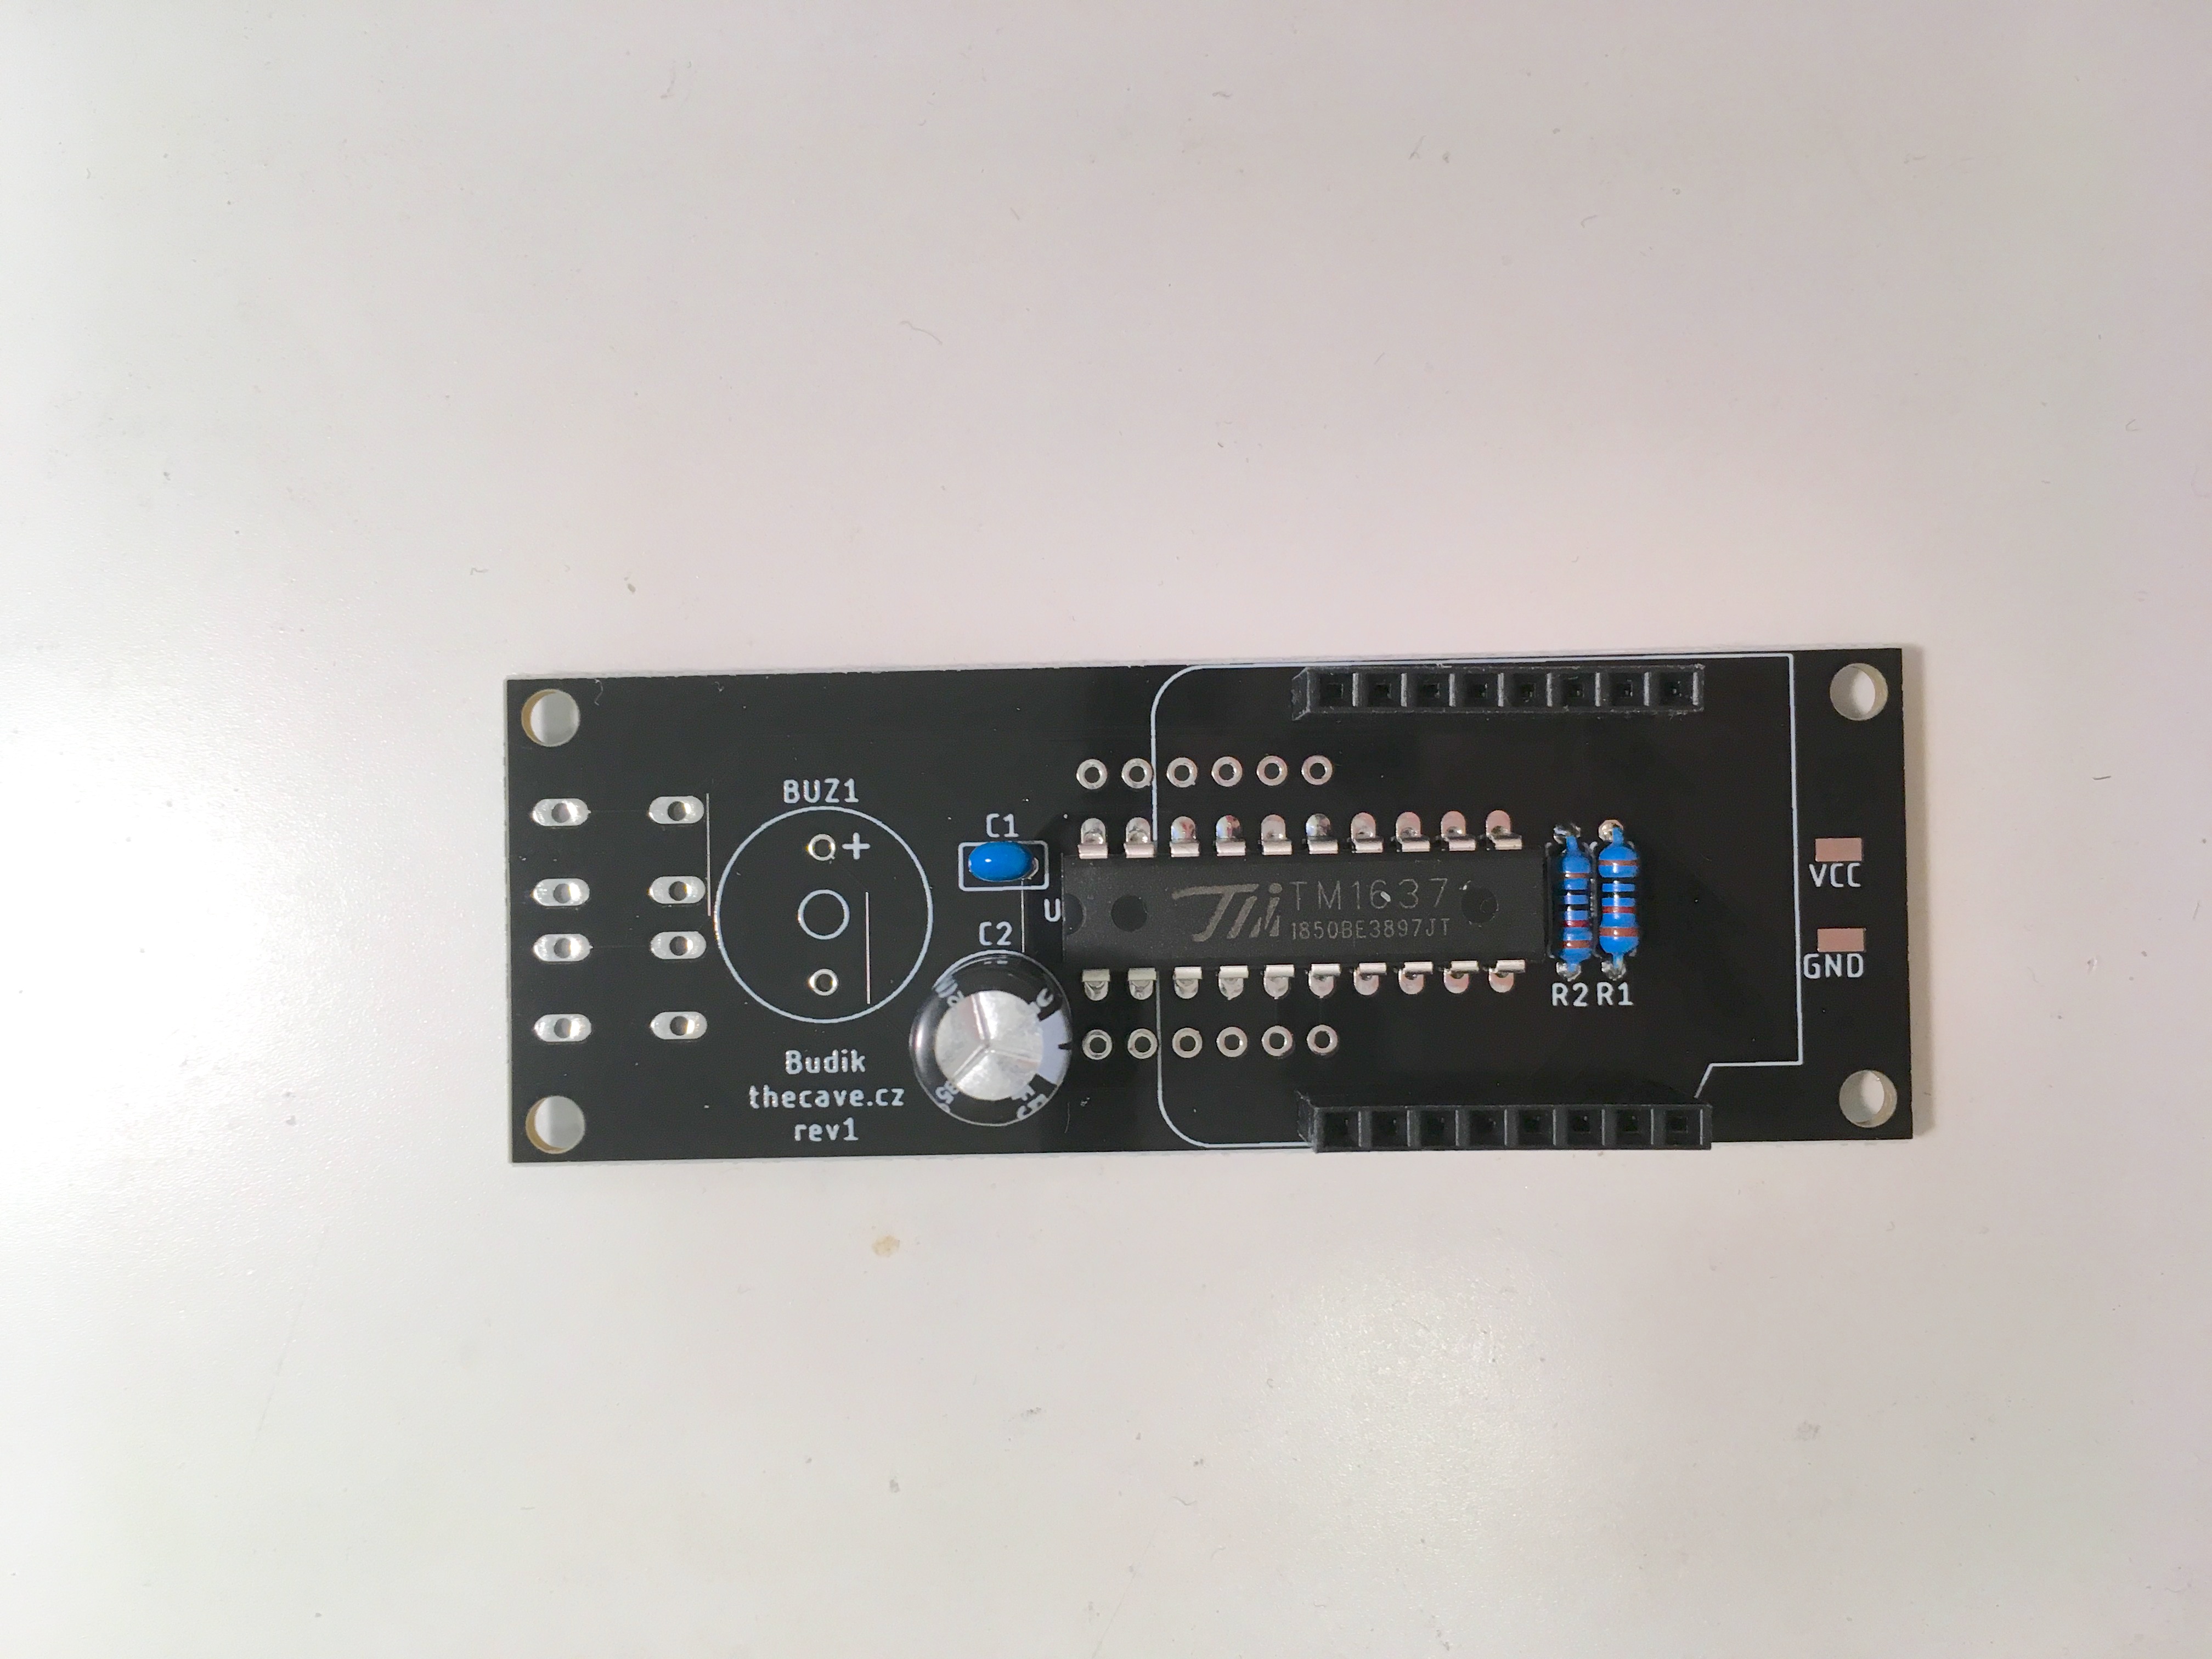 BUZ1
+
C1
C2
U
TM1637
1850BE3897JT
R2 R1
VCC
GND
Budik
thecave.cz
rev1